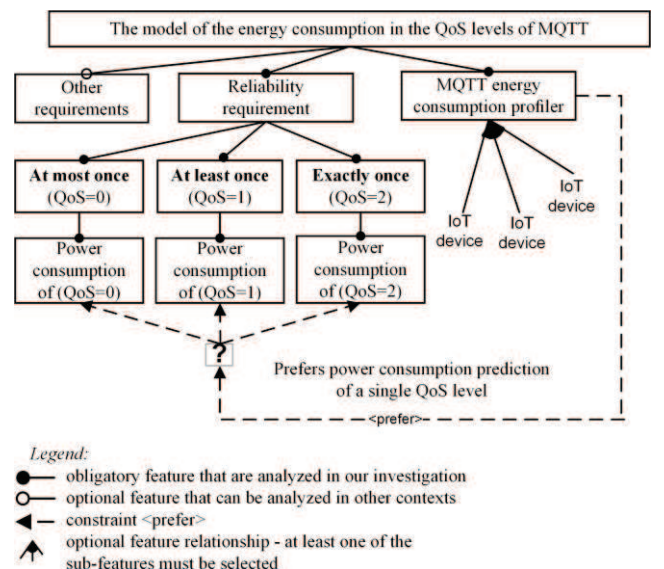 The model of the energy consumption in the QoS levels of MQTT
Other
requirements
Reliability
requirement
MQTT energy
consumption profiler
At most once
(QoS=0)
At least once
(QoS=1)
Exactly once
(QoS=2)
IoT
device
IoT
device
IoT
device
Power
consumption
of (QoS=0)
Power
consumption
of (QoS=1)
Power
consumption
of (QoS=2)
?
Prefers power consumption prediction
of a single QoS level
<prefer>
Legend:
obligatory feature that are analyzed in our investigation
optional feature that can be analyzed in other contexts
constraint <prefer>
optional feature relationship - at least one of the
sub-features must be selected